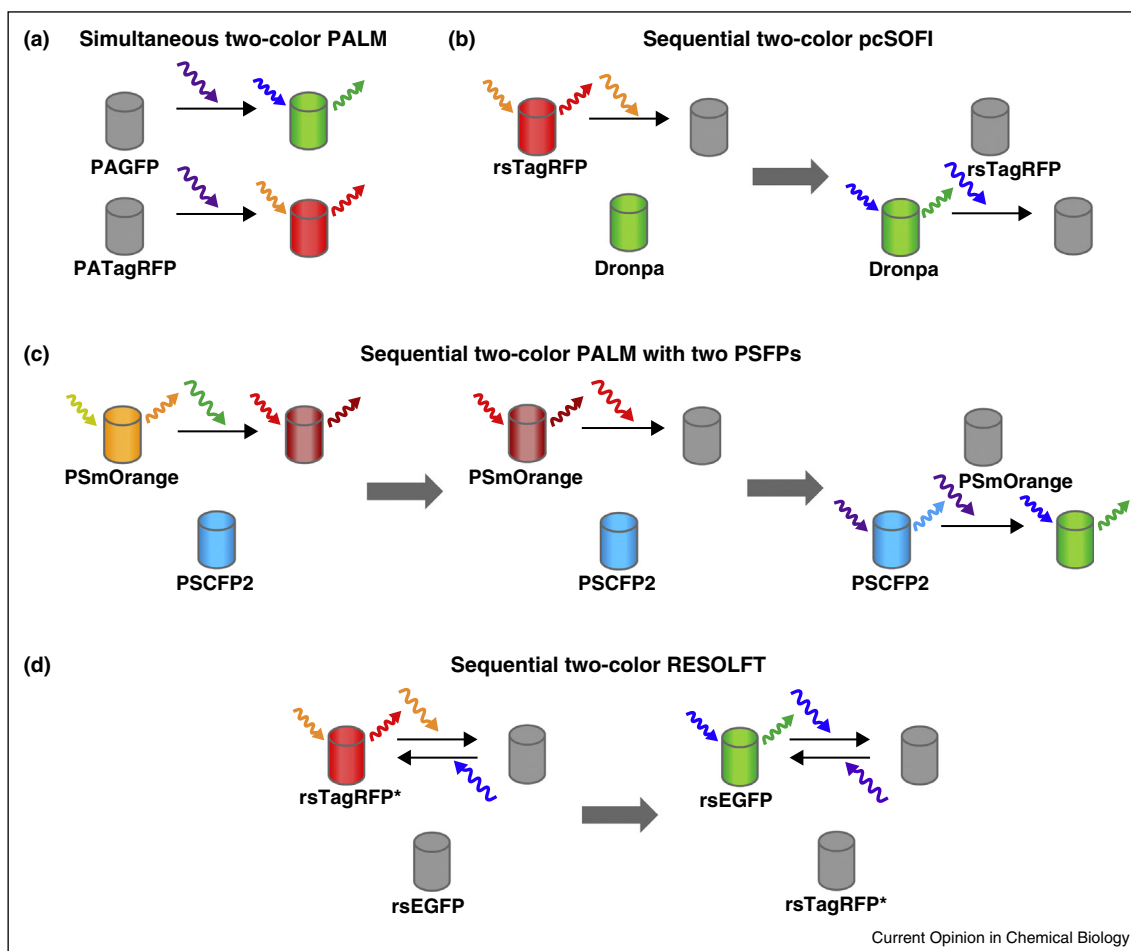 (a)
Simultaneous two-color PALM
PAGFP
PATagRFP
(b)
Sequential two-color pcSOFI
rsTagRFP
Dronpa
rsTagRFP
Dronpa
(c)
Sequential two-color PALM with two PSFPs
PSmOrange
PSCFP2
PSmOrange
PSCFP2
PSmOrange
PSCFP2
(d)
Sequential two-color RESOLFT
rsTagRFP*
rsEGFP
rsEGFP
rsTagRFP*
Current Opinion in Chemical Biology